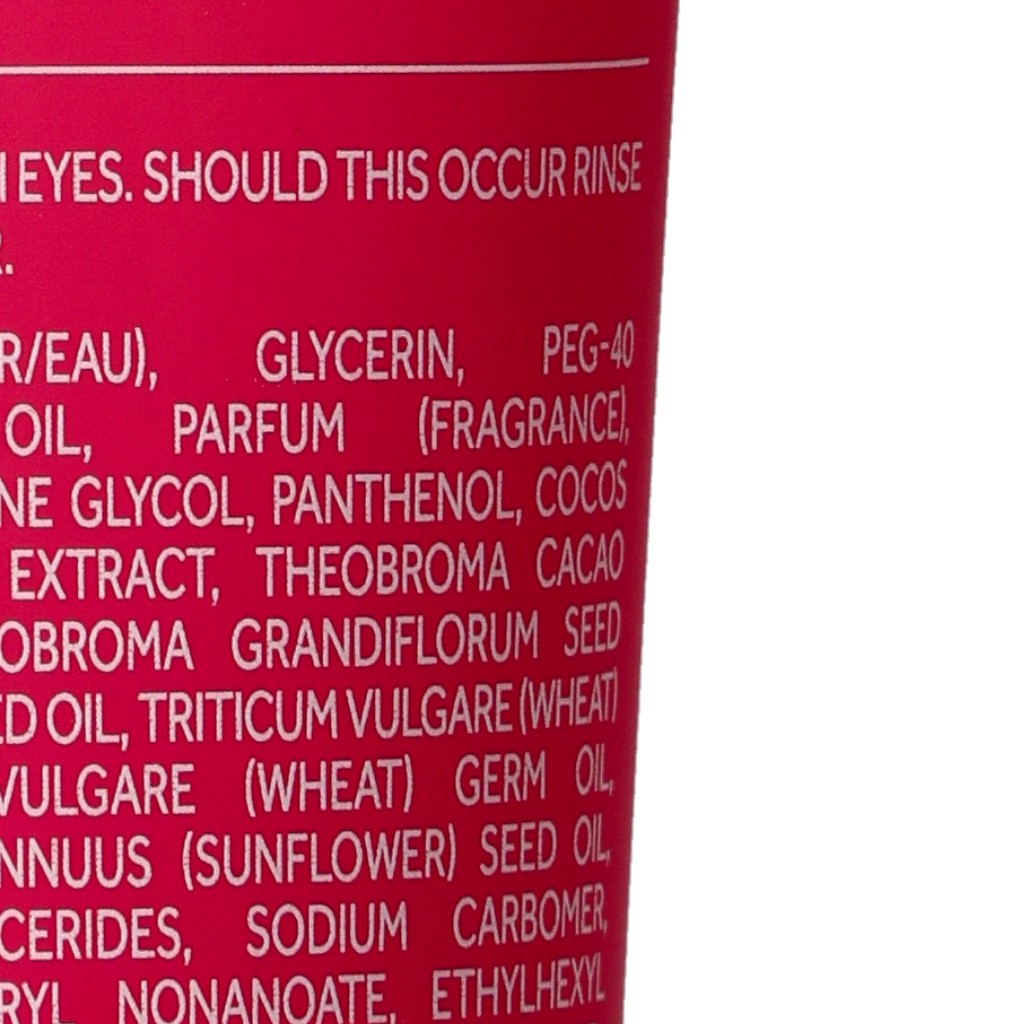 EYES. SHOULD THIS OCCUR RINSE
R/EAU), GLYCERIN, PEG-40
OIL, PARFUM (FRAGRANCE),
NE GLYCOL, PANTHENOL, COCOS
EXTRACT, THEOBROMA CACAO
OBROMA GRANDIFLORUM SEED
ED OIL, TRITICUM VULGARE (WHEAT)
VULGARE (WHEAT) GERM OIL,
NNUUS (SUNFLOWER) SEED OIL,
CERIDES, SODIUM CARBOMER,
RYL NONANOATE, ETHYLHEXYL